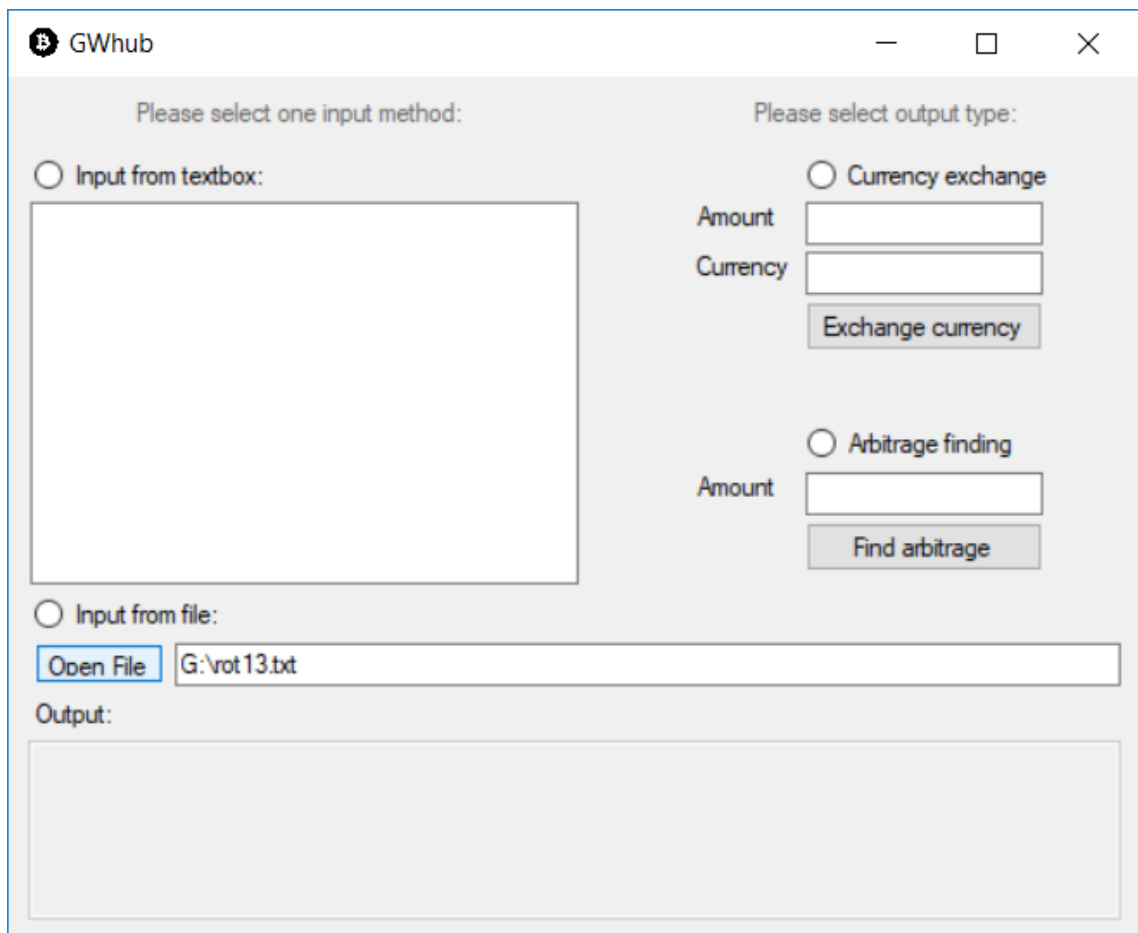 GWhub
Please select one input method:
Please select output type:
Input from textbox:
Currency exchange
Amount
Currency
Exchange currency
Arbitrage finding
Amount
Find arbitrage
Input from file:
Open File
G:\rot13.txt
Output: